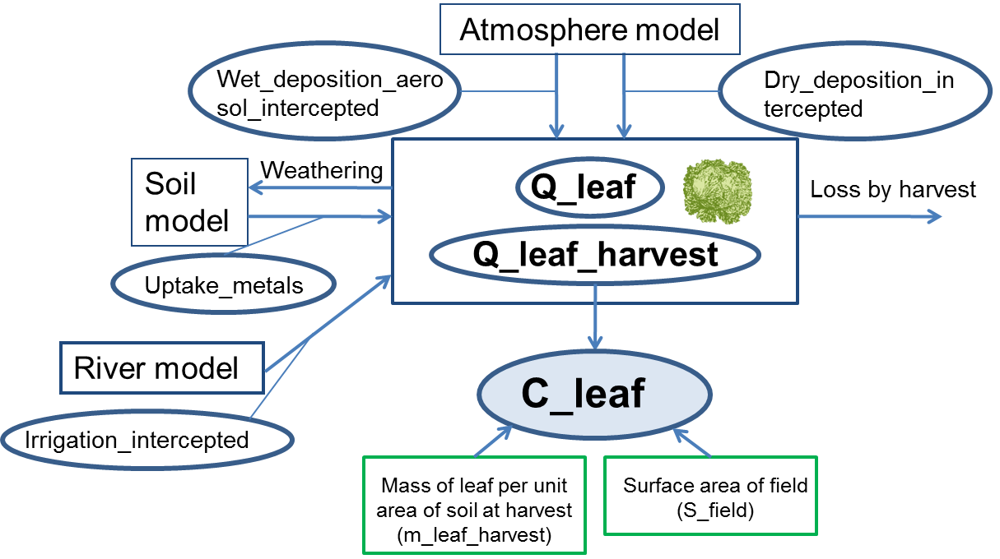 Atmosphere model
Wet_deposition_aero
sol_intercepted
Dry_deposition_in
tercepted
Soil
model
Weathering
Q_leaf
Loss by harvest
Q_leaf_harvest
Uptake_metals
River model
C_leaf
Irrigation_intercepted
Mass of leaf per unit
area of soil at harvest
(m_leaf_harvest)
Surface area of field
(S_field)